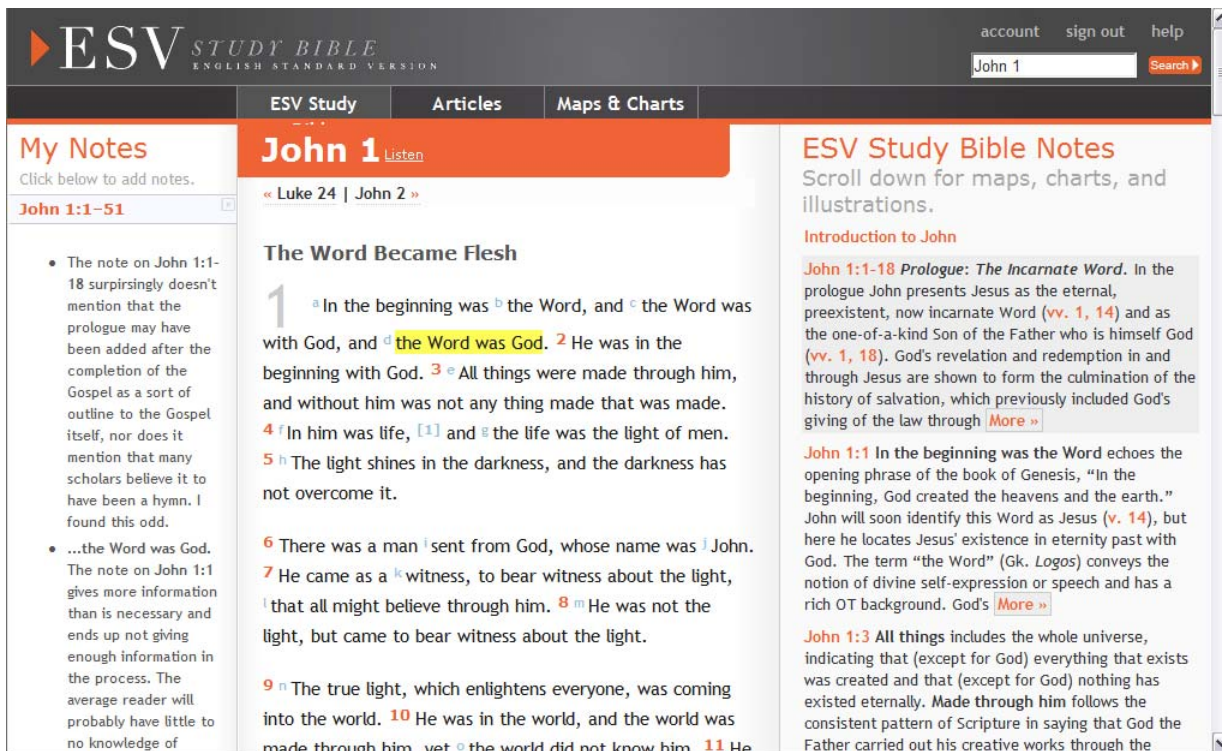 ESV STUDY BIBLE
ENGLISH STANDARD VERSION
account sign out help
John 1
Search
ESV Study
Articles
Maps & Charts
My Notes
Click below to add notes.
John 1:1–51
• The note on John 1:1-
18 surpirsingly doesn't
mention that the
prologue may have
been added after the
completion of the
Gospel as a sort of
outline to the Gospel
itself, nor does it
mention that many
scholars believe it to
have been a hymn. I
found this odd.
• ...the Word was God.
The note on John 1:1
gives more information
than is necessary and
ends up not giving
enough information in
the process. The
average reader will
probably have little to
no knowledge of
John 1 Listen
« Luke 24 | John 2 »
The Word Became Flesh
1 a In the beginning was b the Word, and c the Word was
with God, and d the Word was God. 2 He was in the
beginning with God. 3 e All things were made through him,
and without him was not any thing made that was made.
4 f In him was life, [1] and g the life was the light of men.
5 h The light shines in the darkness, and the darkness has
not overcome it.
6 There was a man i sent from God, whose name was j John.
7 He came as a k witness, to bear witness about the light,
l that all might believe through him. 8 m He was not the
light, but came to bear witness about the light.
9 n The true light, which enlightens everyone, was coming
into the world. 10 He was in the world, and the world was
made through him, yet o the world did not know him. 11 He
ESV Study Bible Notes
Scroll down for maps, charts, and
illustrations.
Introduction to John
John 1:1–18 Prologue: The Incarnate Word. In the
prologue John presents Jesus as the eternal,
preexistent, now incarnate Word (vv. 1, 14) and as
the one-of-a-kind Son of the Father who is himself God
(vv. 1, 18). God's revelation and redemption in and
through Jesus are shown to form the culmination of the
history of salvation, which previously included God's
giving of the law through More »
John 1:1 In the beginning was the Word echoes the
opening phrase of the book of Genesis, “In the
beginning, God created the heavens and the earth.”
John will soon identify this Word as Jesus (v. 14), but
here he locates Jesus' existence in eternity past with
God. The term “the Word” (Gk. Logos) conveys the
notion of divine self-expression or speech and has a
rich OT background. God's More »
John 1:3 All things includes the whole universe,
indicating that (except for God) everything that exists
was created and that (except for God) nothing has
existed eternally. Made through him follows the
consistent pattern of Scripture in saying that God the
Father carried out his creative works through the